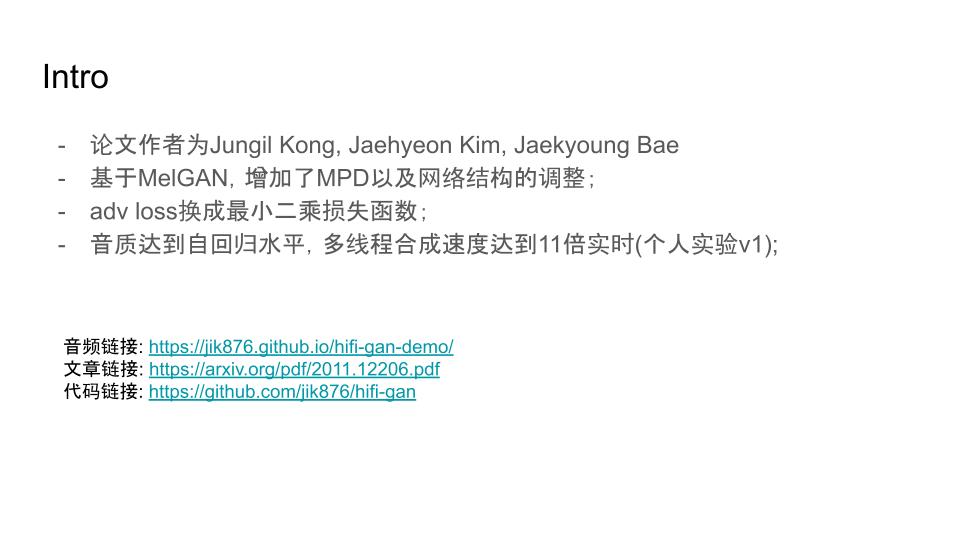 Intro
- 论文作者为Jungil Kong, Jaehyeon Kim, Jaekyoung Bae
- 基于MelGAN，增加了MPD以及网络结构的调整；
- adv loss换成最小二乘损失函数；
- 音质达到自回归水平，多线程合成速度达到11倍实时(个人实验v1);
音频链接: https://jik876.github.io/hifi-gan-demo/
文章链接: https://arxiv.org/pdf/2011.12206.pdf
代码链接: https://github.com/jik876/hifi-gan